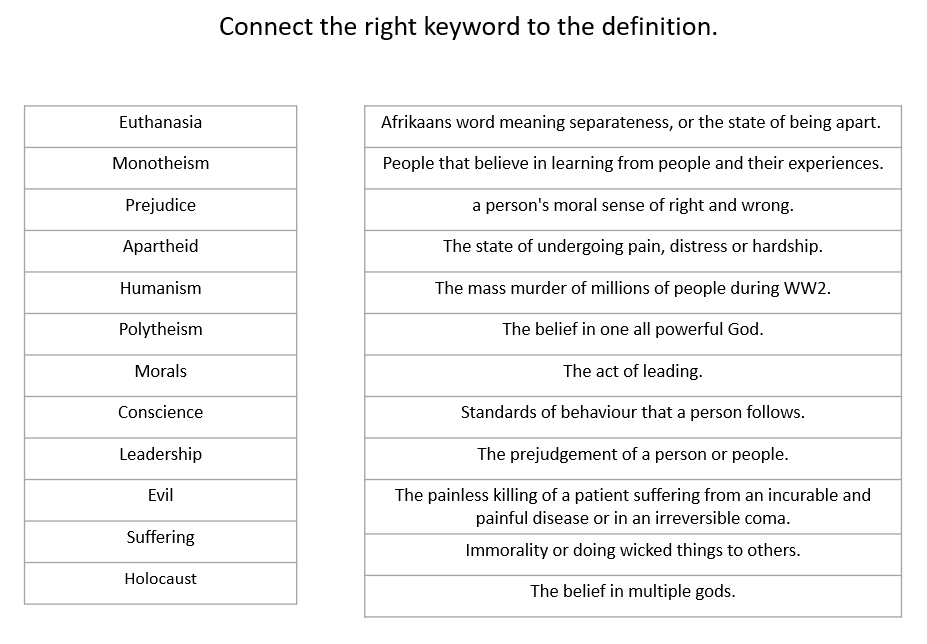 Connect the right keyword to the definition.
Euthanasia
Monotheism
Prejudice
Apartheid
Humanism
Polytheism
Morals
Conscience
Leadership
Evil
Suffering
Holocaust
Afrikaans word meaning separateness, or the state of being apart.
People that believe in learning from people and their experiences.
a person's moral sense of right and wrong.
The state of undergoing pain, distress or hardship.
The mass murder of millions of people during WW2.
The belief in one all powerful God.
The act of leading.
Standards of behaviour that a person follows.
The prejudgement of a person or people.
The painless killing of a patient suffering from an incurable and
painful disease or in an irreversible coma.
Immorality or doing wicked things to others.
The belief in multiple gods.